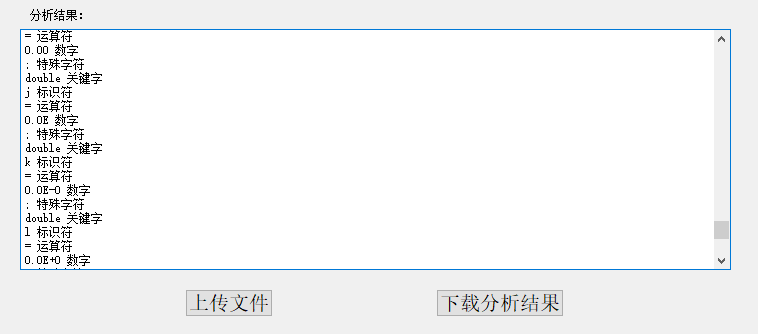 分析结果:
= 运算符
0.00 数字
; 特殊字符
double 关键字
j 标识符
= 运算符
0.0E 数字
; 特殊字符
double 关键字
k 标识符
= 运算符
0.0E-0 数字
; 特殊字符
double 关键字
l 标识符
= 运算符
0.0E+0 数字
上传文件
下载分析结果